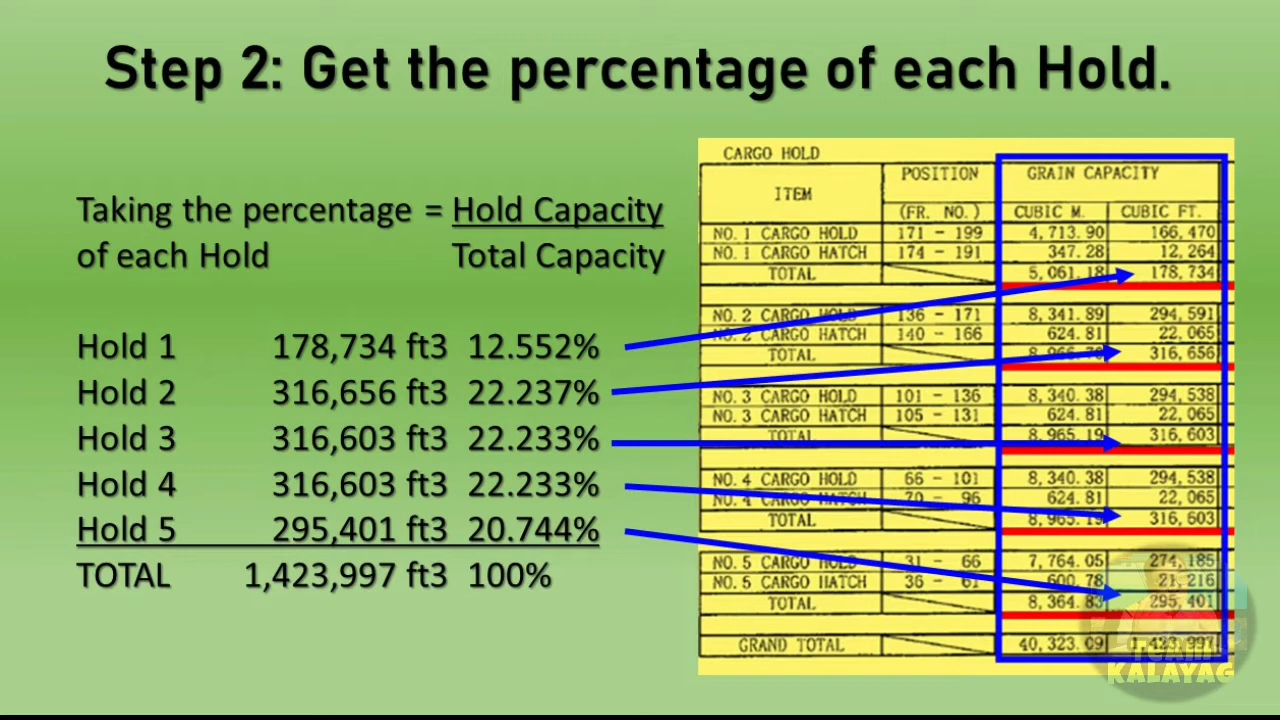 Step 2: Get the percentage of each Hold.
Taking the percentage = Hold Capacity
of each Hold Total Capacity
Hold 1 178,734 ft3 12.552%
Hold 2 316,656 ft3 22.237%
Hold 3 316,603 ft3 22.233%
Hold 4 316,603 ft3 22.233%
Hold 5 295,401 ft3 20.744%
TOTAL 1,423,997 ft3 100%
CARGO HOLD
ITEM POSITION GRAIN CAPACITY
(FR. NO.) CUBIC M. CUBIC FT.
NO. 1 CARGO HOLD 171 - 199 4,713.90 166,470
NO. 1 CARGO HATCH 174 - 191 347.28 12,264
TOTAL 5,061.18 178,734
NO. 2 CARGO HOLD 136 - 171 8,341.89 294,591
NO. 2 CARGO HATCH 140 - 166 624.81 22,065
TOTAL 8,966.70 316,656
NO. 3 CARGO HOLD 101 - 136 8,340.38 294,538
NO. 3 CARGO HATCH 105 - 131 624.81 22,065
TOTAL 8,965.19 316,603
NO. 4 CARGO HOLD 66 - 101 8,340.38 294,538
NO. 4 CARGO HATCH 70 - 96 624.81 22,065
TOTAL 8,965.19 316,603
NO. 5 CARGO HOLD 31 - 66 7,764.05 274,185
NO. 5 CARGO HATCH 36 - 61 600.78 21,216
TOTAL 8,364.83 295,401
GRAND TOTAL 40,323.09 1,423,997
TEAM
KALAYAG